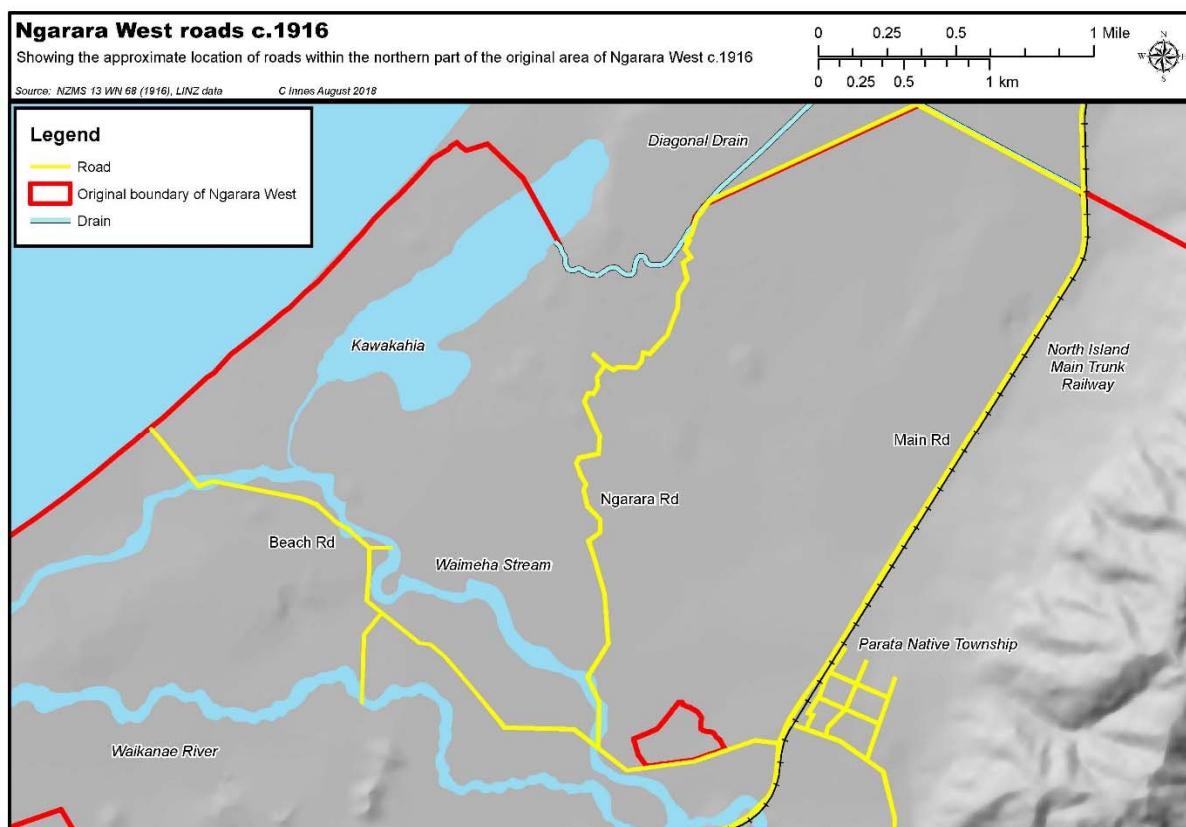 Ngarara West roads c.1916
Showing the approximate location of roads within the northern part of the original area of Ngarara West c.1916
Source: NZMS 13 WN 68 (1916), LINZ data C Innes August 2018
0 0.25 0.5 1 Mile
0 0.25 0.5 1 km
N
W E
S
Legend
Road
Original boundary of Ngarara West
Drain
Diagonal Drain
Kawakahia
North Island
Main Trunk
Railway
Main Rd
Ngarara Rd
Beach Rd
Waimeha Stream
Parata Native Township
Waikanae River